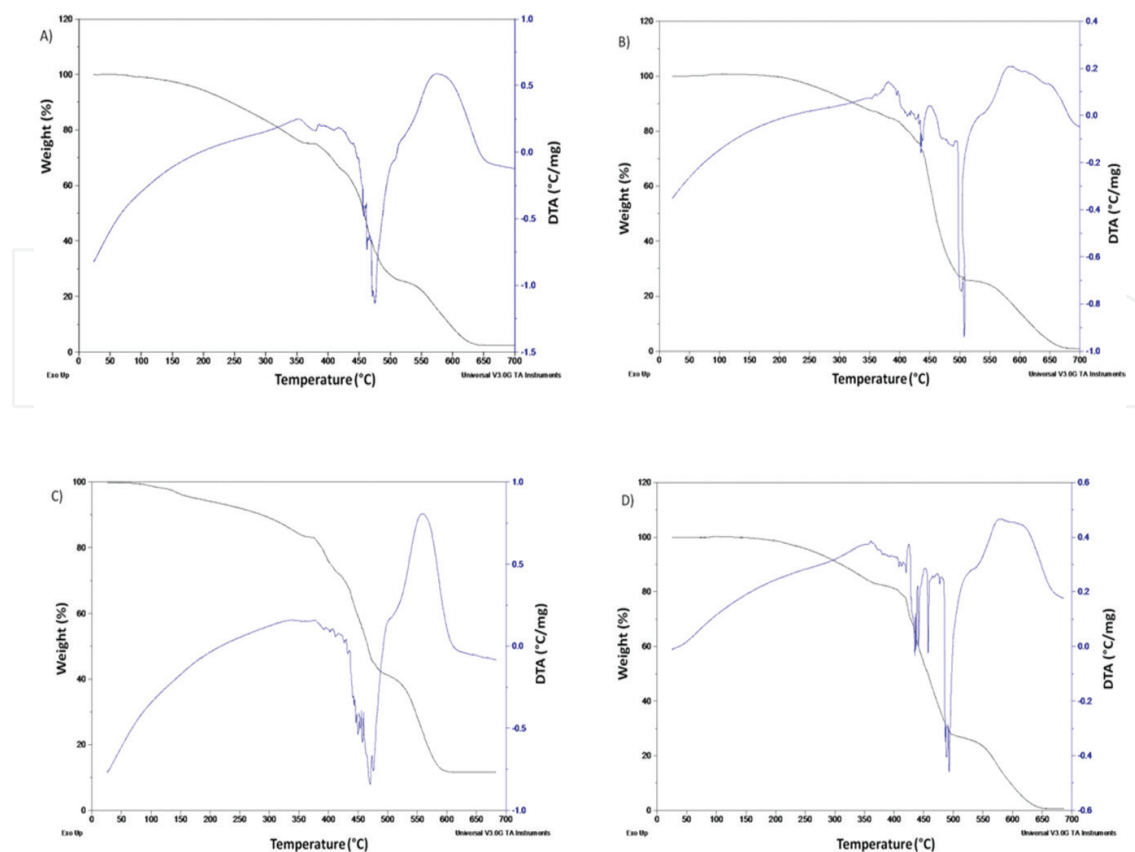 A)
120
100
80
60
40
20
0
Weight (%)
1.0
0.5
0.0
-0.5
-1.0
-1.5
DTA (°C/mg)
0 50 100 150 200 250 300 350 400 450 500 550 600 650 700
Exo Up
Temperature (°C)
Universal V3.0G TA Instruments
B)
120
100
80
60
40
20
0
Weight (%)
0.4
0.2
0.0
-0.2
-0.4
-0.6
-0.8
-1.0
DTA (°C/mg)
0 50 100 150 200 250 300 350 400 450 500 550 600 650 700
Exo Up
Temperature (°C)
Universal V3.0G TA Instruments
C)
100
80
60
40
20
0
Weight (%)
1.0
0.5
0.0
-0.5
-1.0
DTA (°C/mg)
0 50 100 150 200 250 300 350 400 450 500 550 600 650 700
Exo Up
Temperature (°C)
Universal V3.0G TA Instruments
D)
120
100
80
60
40
20
0
Weight (%)
0.6
0.4
0.2
0.0
-0.2
-0.4
-0.6
DTA (°C/mg)
0 50 100 150 200 250 300 350 400 450 500 550 600 650 700
Exo Up
Temperature (°C)
Universal V3.0G TA Instruments